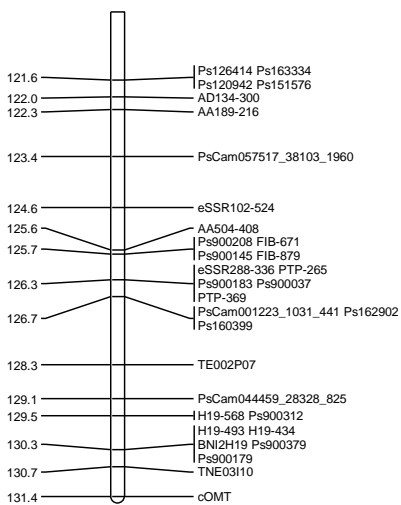 121.6 Ps126414 Ps163334
Ps120942 Ps151576
122.0 AD134-300
122.3 AA189-216
123.4 PsCam057517_38103_1960
124.6 eSSR102-524
125.6 AA504-408
125.7 Ps900208 FIB-671
Ps900145 FIB-879
126.3 eSSR288-336 PTP-265
Ps900183 Ps900037
PTP-369
126.7 PsCam001223_1031_441 Ps162902
Ps160399
128.3 TE002P07
129.1 PsCam044459_28328_825
129.5 H19-568 Ps900312
130.3 H19-493 H19-434
BNI2H19 Ps900379
Ps900179
130.7 TNE03I10
131.4 cOMT